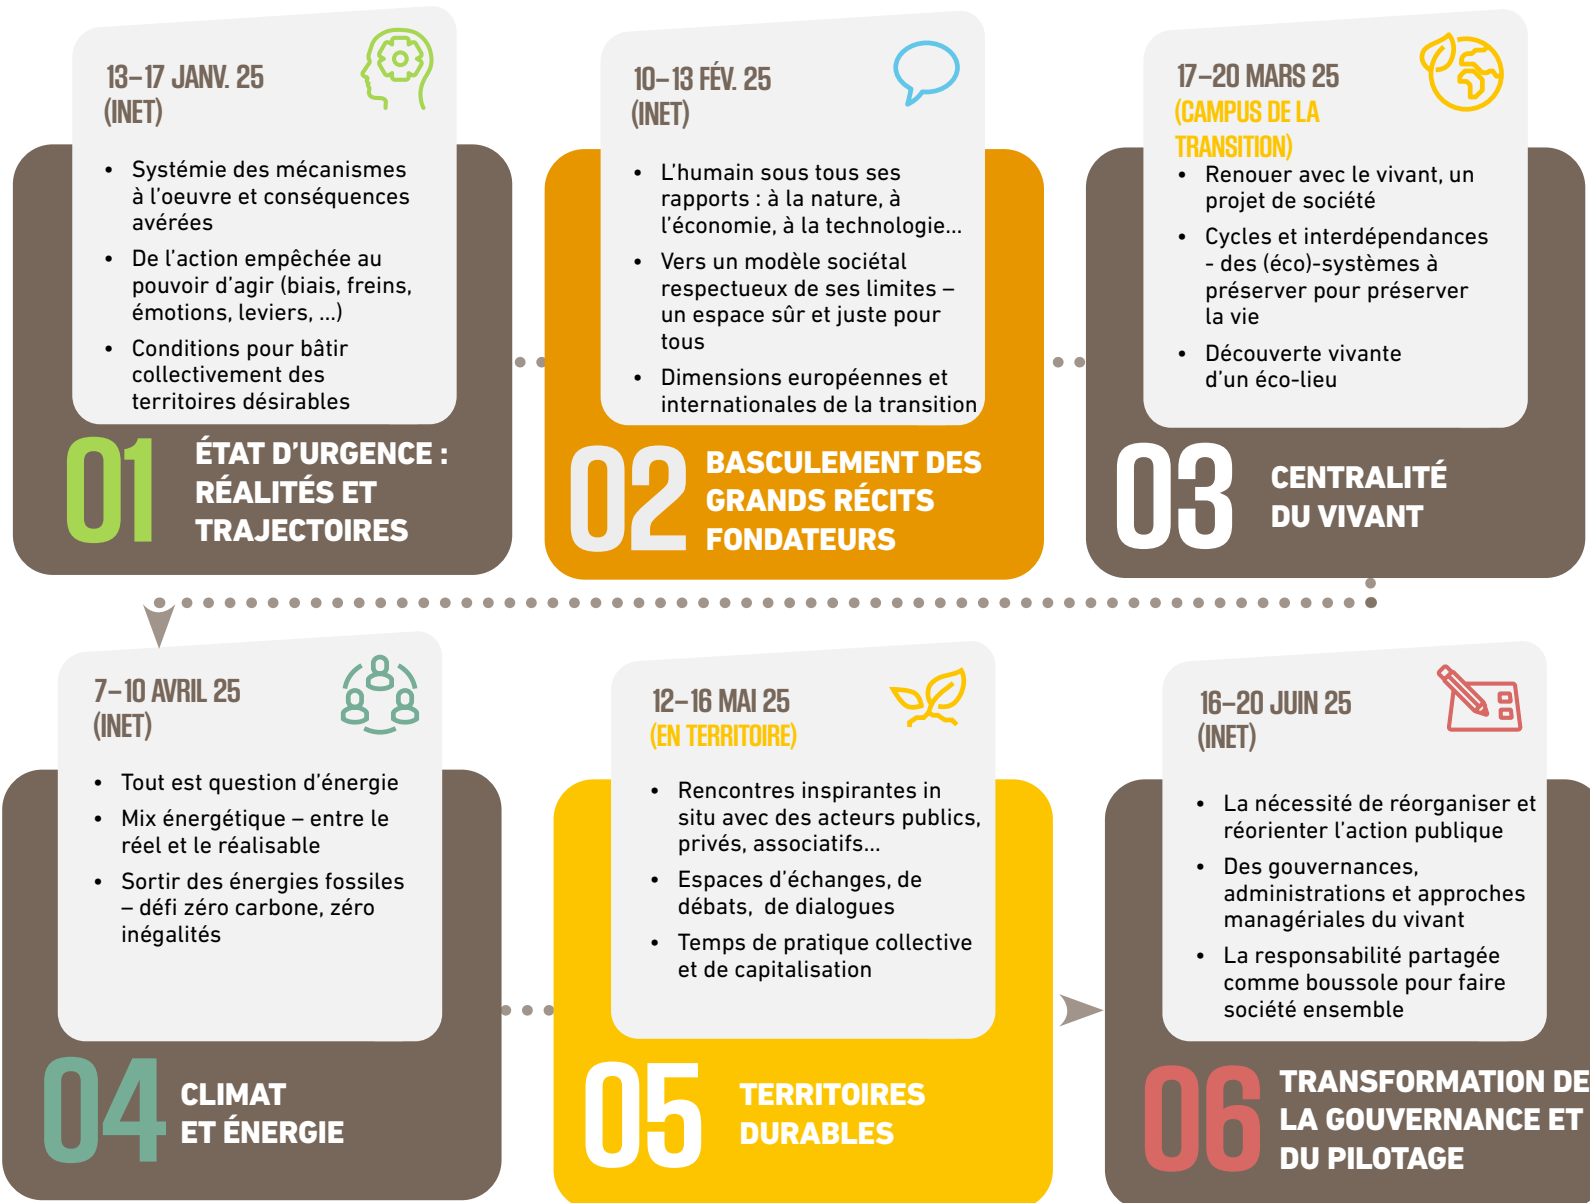 13–17 JANV. 25
(INET)
• Systémie des mécanismes
à l'oeuvre et conséquences
avérées
• De l'action empêchée au
pouvoir d'agir (biais, freins,
émotions, leviers, ...)
• Conditions pour bâtir
collectivement des
territoires désirables
01
ÉTAT D'URGENCE :
RÉALITÉS ET
TRAJECTOIRES
10–13 FÉV. 25
(INET)
• L'humain sous tous ses
rapports : à la nature, à
l'économie, à la technologie...
• Vers un modèle sociétal
respectueux de ses limites –
un espace sûr et juste pour
tous
• Dimensions européennes et
internationales de la transition
02
BASCULEMENT DES
GRANDS RÉCITS
FONDATEURS
17–20 MARS 25
(CAMPUS DE LA
TRANSITION)
• Renouer avec le vivant, un
projet de société
• Cycles et interdépendances
- des (éco)-systèmes à
préserver pour préserver
la vie
• Découverte vivante
d'un éco-lieu
03
CENTRALITÉ
DU VIVANT
7–10 AVRIL 25
(INET)
• Tout est question d'énergie
• Mix énergétique – entre le
réel et le réalisable
• Sortir des énergies fossiles
– défi zéro carbone, zéro
inégalités
04
CLIMAT
ET ÉNERGIE
12–16 MAI 25
(EN TERRITOIRE)
• Rencontres inspirantes in
situ avec des acteurs publics,
privés, associatifs...
• Espaces d'échanges, de
débats,  de dialogues
• Temps de pratique collective
et de capitalisation
05
TERRITOIRES
DURABLES
16–20 JUIN 25
(INET)
• La nécessité de réorganiser et
réorienter l'action publique
• Des gouvernances,
administrations et approches
managériales du vivant
• La responsabilité partagée
comme boussole pour faire
société ensemble
06
TRANSFORMATION DE
LA GOUVERNANCE ET
DU PILOTAGE